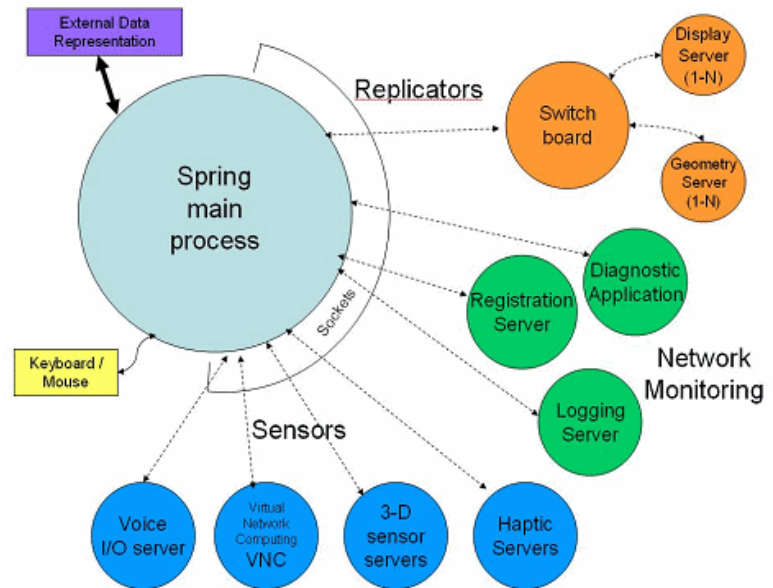 External Data
Representation
Replicators
Display
Server
(1-N)
Switch
board
Geometry
Server
(1-N)
Spring
main
process
Sockets
Registration
Server
Diagnostic
Application
Network
Monitoring
Keyboard /
Mouse
Logging
Server
Sensors
Voice
I/O server
Virtual
Network
Computing
VNC
3-D
sensor
servers
Haptic
Servers